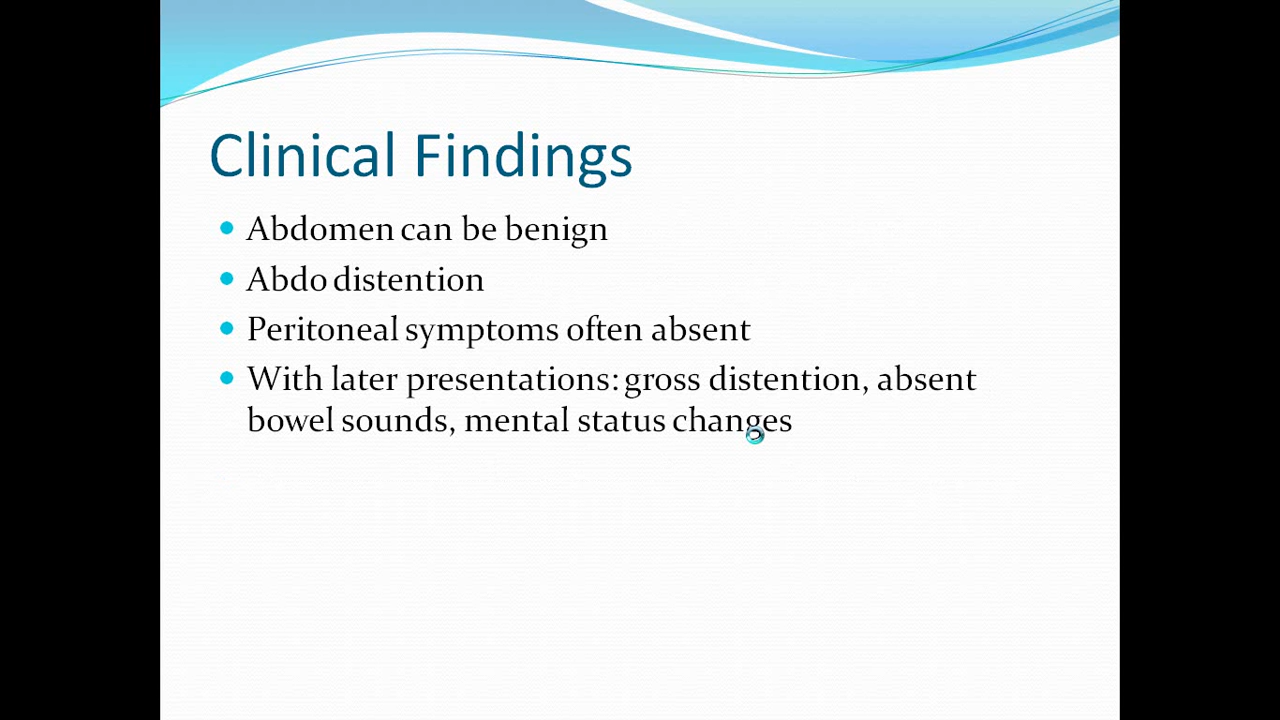 Clinical Findings
Abdomen can be benign
Abdo distention
Peritoneal symptoms often absent
With later presentations: gross distention, absent
bowel sounds, mental status changes